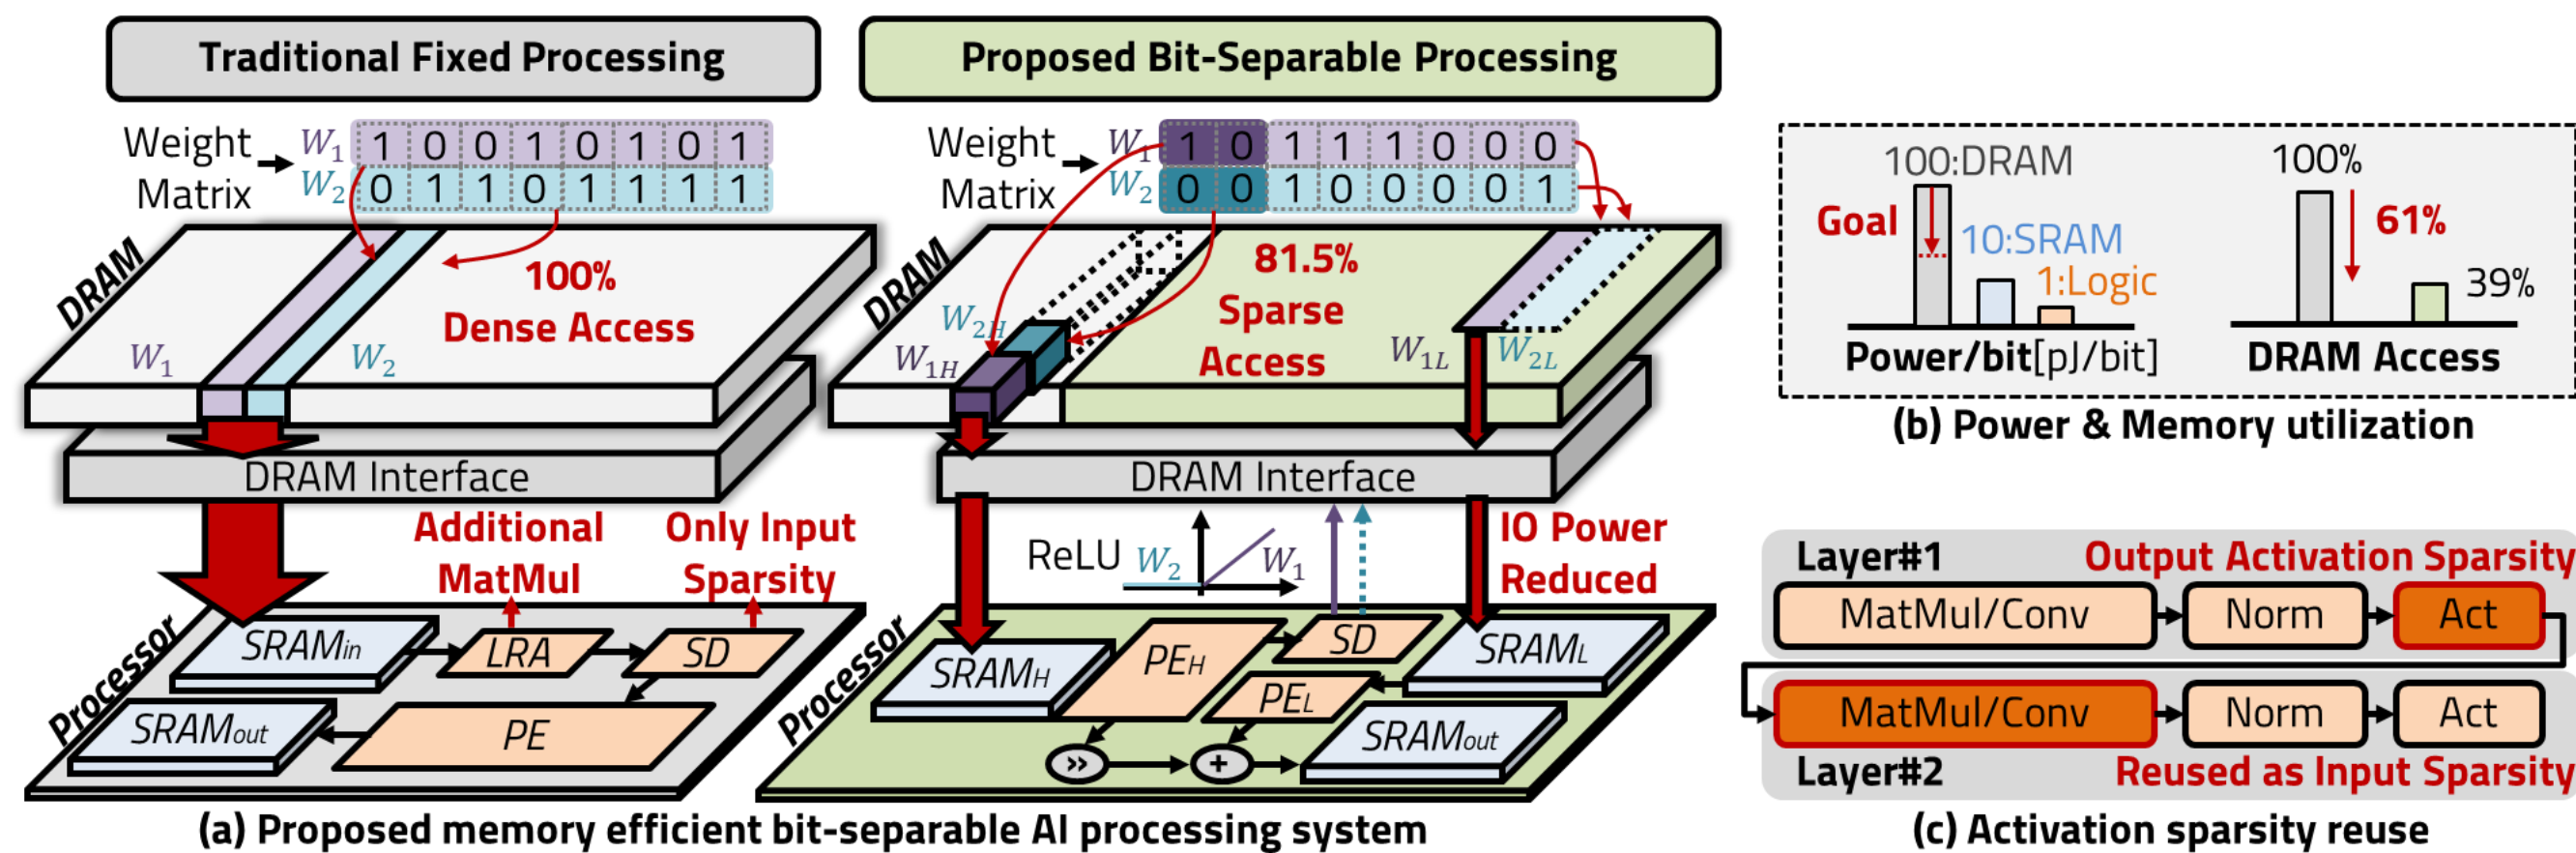 Traditional Fixed Processing
Weight Matrix
W1 1 0 0 1 0 1 0 1
W2 0 1 1 0 1 1 1 1
DRAM
100%
Dense Access
W1
W2
DRAM Interface
Additional
MatMul
Only Input
Sparsity
Processor
SRAMin
LRA
SD
SRAMout
PE
Proposed Bit-Separable Processing
Weight Matrix
W1 1 0 1 1 1 0 0 0
W2 0 0 1 0 0 0 0 1
DRAM
81.5%
Sparse
Access
W2H
W1H
W1L
W2L
DRAM Interface
ReLU
W2
W1
IO Power
Reduced
Processor
SRAMH
PEH
SD
SRAML
PEL
SRAMout
»
+
(a) Proposed memory efficient bit-separable AI processing system
100:DRAM
Goal
10:SRAM
1:Logic
Power/bit[pJ/bit]
100%
61%
39%
DRAM Access
(b) Power & Memory utilization
Layer#1
Output Activation Sparsity
MatMul/Conv
Norm
Act
MatMul/Conv
Norm
Act
Layer#2
Reused as Input Sparsity
(c) Activation sparsity reuse